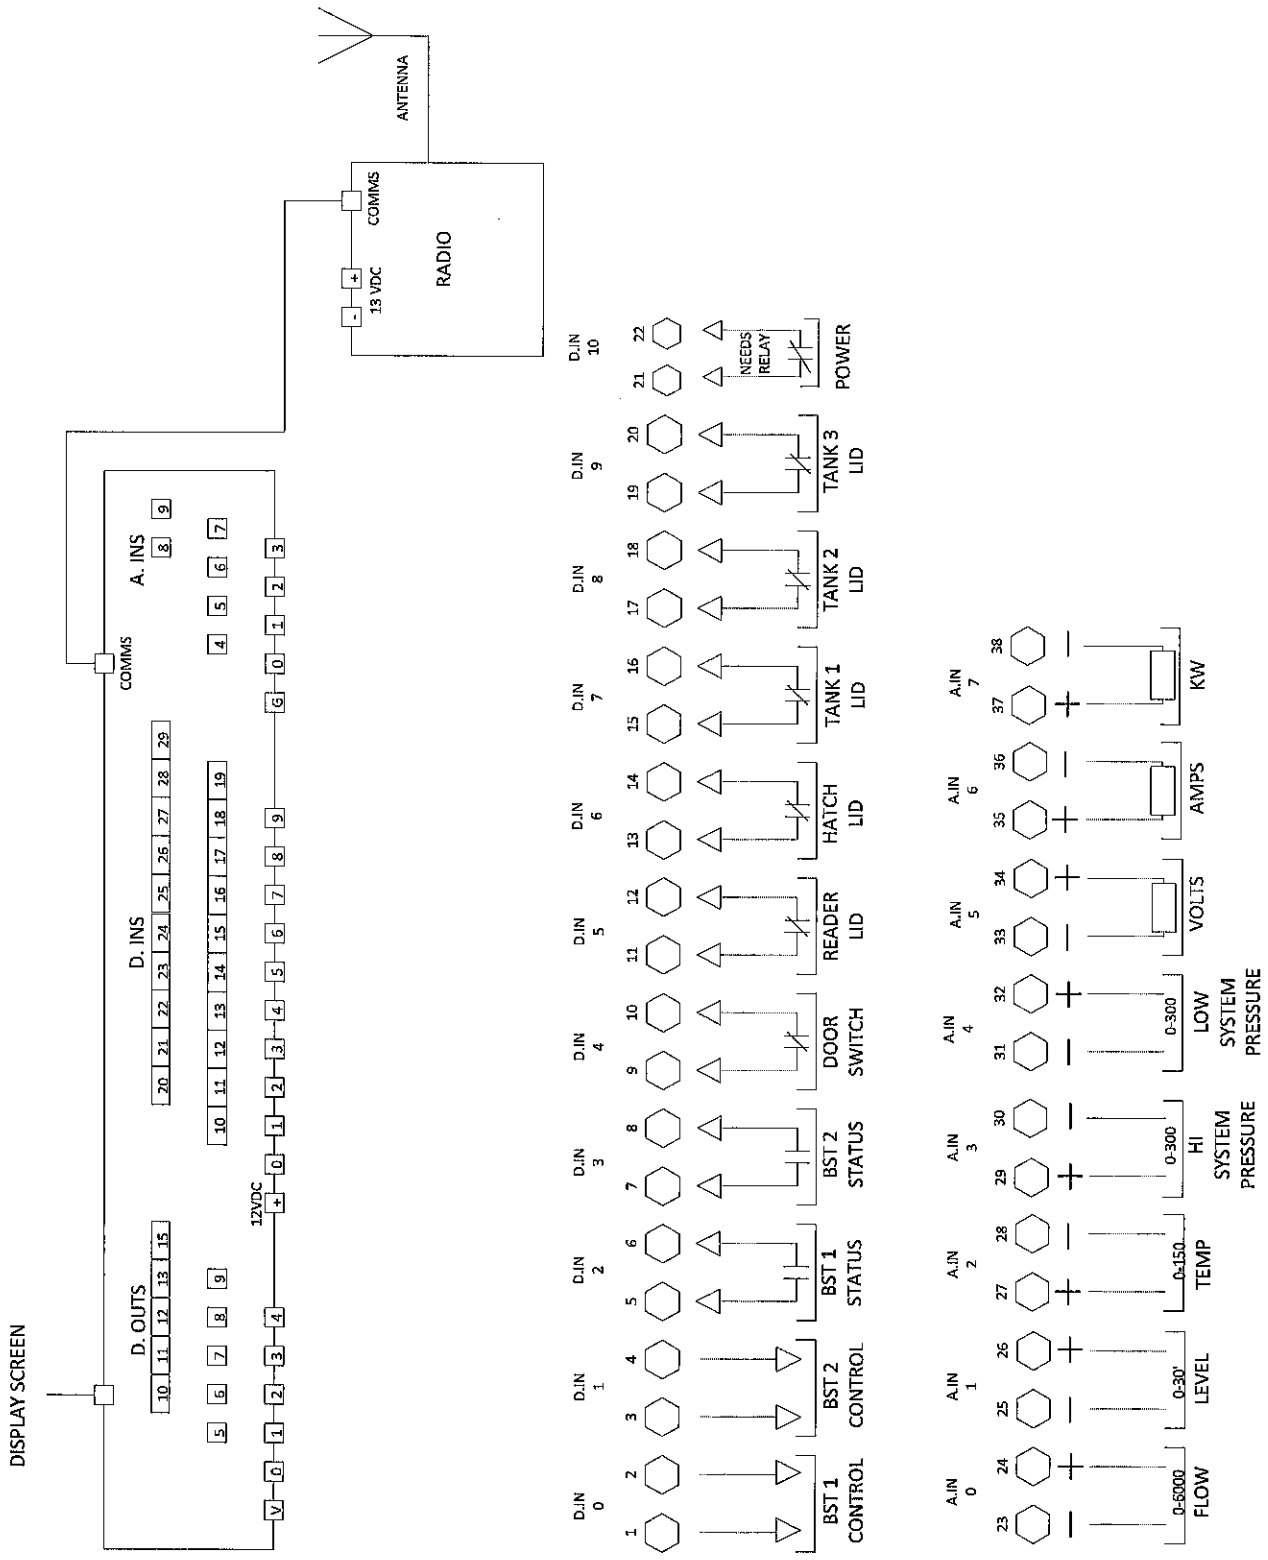 DISPLAY SCREEN
COMMS
D. OUTS
D. INS
A. INS
10 11 12 13 15
20 21 22 23 24 25 26 27 28 29
8 9
5 6 7 8 9
10 11 12 13 14 15 16 17 18 19
4 5 6 7
12VDC
V 0 1 2 3 4
+ 0 1 2 3 4 5 6 7 8 9
G 0 1 2 3
- +
13 VDC
COMMS
RADIO
ANTENNA
D.IN
0
1 2
BST 1
CONTROL
D.IN
1
3 4
BST 2
CONTROL
D.IN
2
5 6
BST 1
STATUS
D.IN
3
7 8
BST 2
STATUS
D.IN
4
9 10
DOOR
SWITCH
D.IN
5
11 12
READER
LID
D.IN
6
13 14
HATCH
LID
D.IN
7
15 16
TANK 1
LID
D.IN
8
17 18
TANK 2
LID
D.IN
9
19 20
TANK 3
LID
D.IN
10
21 22
NEEDS
RELAY
POWER
A.IN
0
23 24
- +
0-6000
FLOW
A.IN
1
25 26
- +
0-30'
LEVEL
A.IN
2
27 28
+ -
0-150
TEMP
A.IN
3
29 30
+ -
0-300
HI
SYSTEM
PRESSURE
A.IN
4
31 32
- +
0-300
LOW
SYSTEM
PRESSURE
A.IN
5
33 34
- +
VOLTS
A.IN
6
35 36
+ -
AMPS
A.IN
7
37 38
+ -
KW